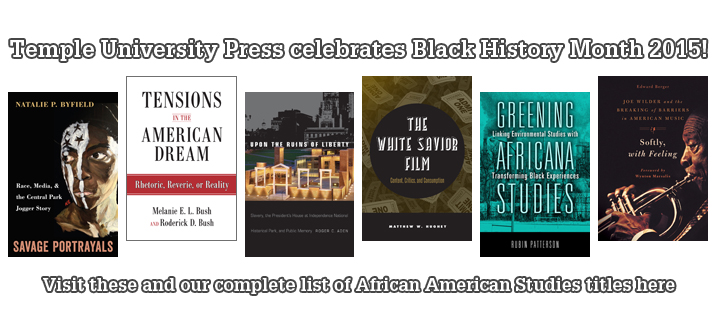 Temple University Press celebrates Black History Month 2015!
NATALIE P. BYFIELD
Race, Media, &
the Central Park
Jogger Story
SAVAGE PORTRAYALS
TENSIONS
IN THE
AMERICAN
DREAM
Rhetoric, Reverie, or Reality
Melanie E. L. Bush
AND Roderick D. Bush
UPON THE RUINS OF LIBERTY
Slavery, the President's House at Independence National
Historical Park, and Public Memory ROGER C. ADEN
THE
WHITE SAVIOR
FILM
Content, Critics, and Consumption
MATTHEW W. HUGHEY
GREENING
Linking Environmental Studies with
AFRICANA
Transforming Black Experiences
STUDIES
RUBIN PATTERSON
Edward Berger
JOE WILDER and the
BREAKING OF BARRIERS
in AMERICAN MUSIC
Softly,
with Feeling
Foreword by
Wynton Marsalis
Visit these and our complete list of African American Studies titles here